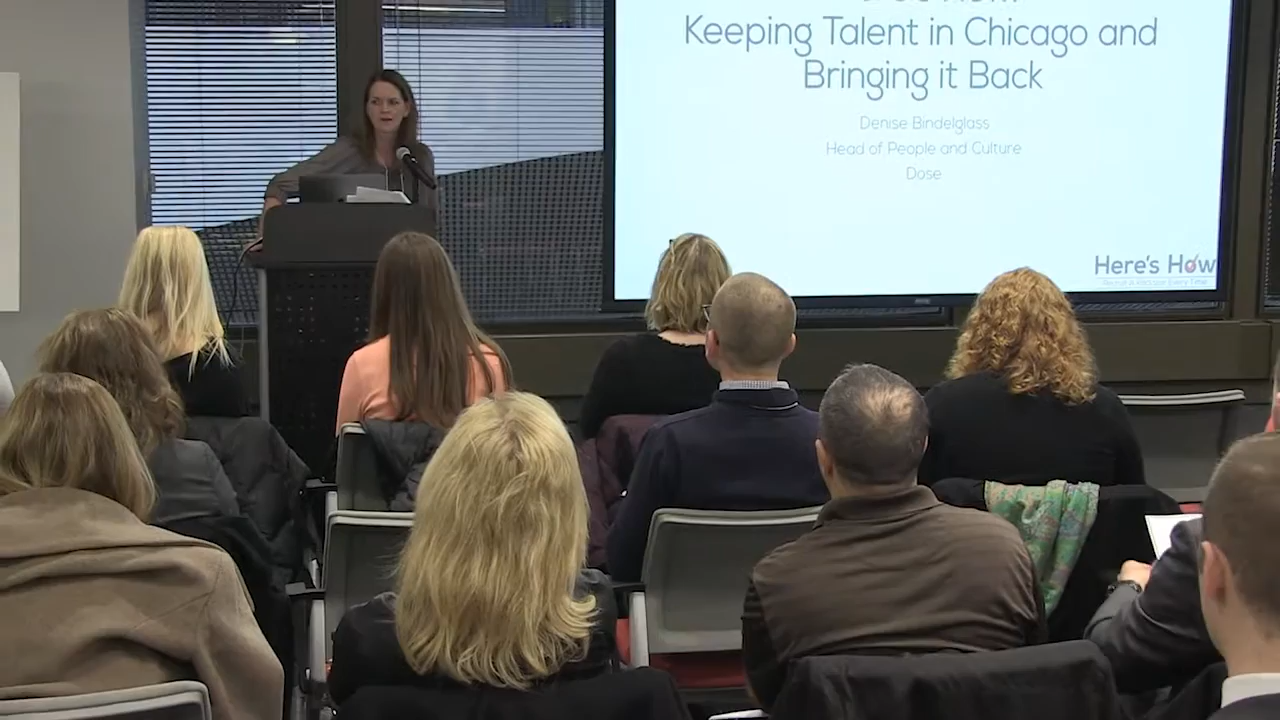 Keeping Talent in Chicago and
Bringing it Back
Denise Bindelglass
Head of People and Culture
Dose
Here's How